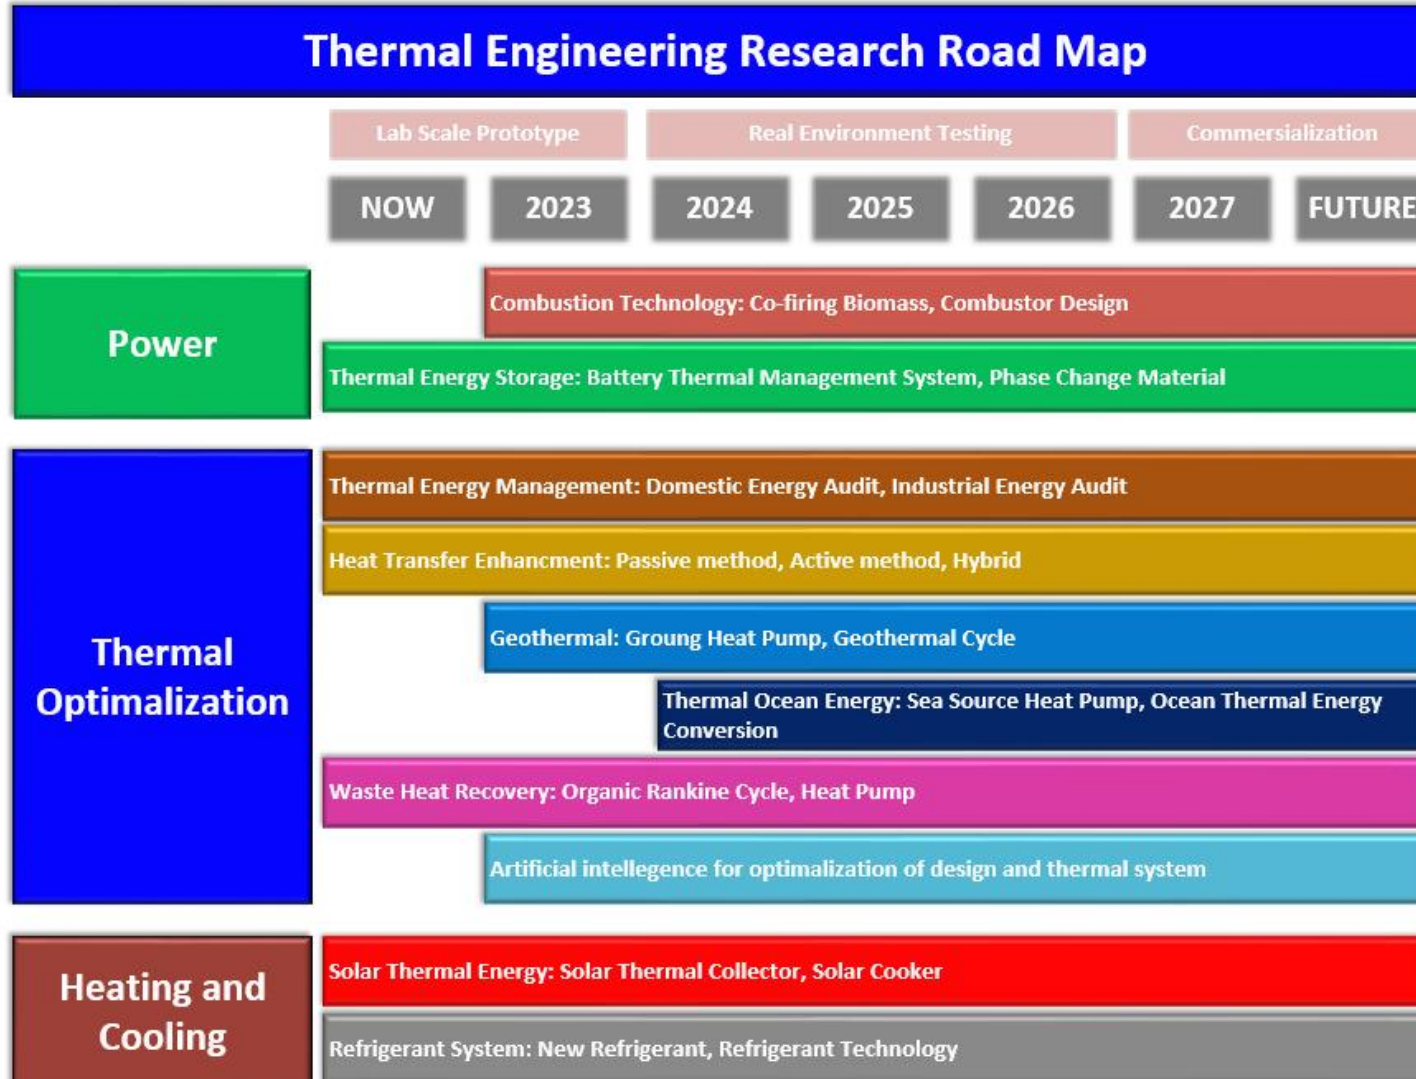 Thermal Engineering Research Road Map
Lab Scale Prototype
Real Environment Testing
Commersialization
NOW
2023
2024
2025
2026
2027
FUTURE
Power
Combustion Technology: Co-firing Biomass, Combustor Design
Thermal Energy Storage: Battery Thermal Management System, Phase Change Material
Thermal
Optimalization
Thermal Energy Management: Domestic Energy Audit, Industrial Energy Audit
Heat Transfer Enhancment: Passive method, Active method, Hybrid
Geothermal: Groung Heat Pump, Geothermal Cycle
Thermal Ocean Energy: Sea Source Heat Pump, Ocean Thermal Energy
Conversion
Waste Heat Recovery: Organic Rankine Cycle, Heat Pump
Artificial intellegence for optimalization of design and thermal system
Heating and
Cooling
Solar Thermal Energy: Solar Thermal Collector, Solar Cooker
Refrigerant System: New Refrigerant, Refrigerant Technology